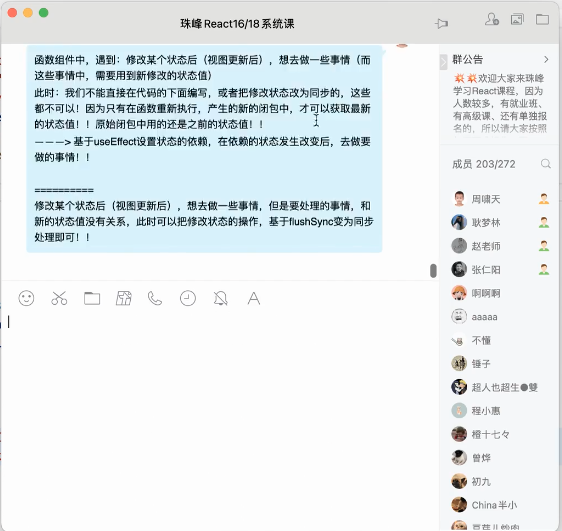 珠峰React16/18系统课
函数组件中，遇到：修改某个状态后（视图更新后），想去做一些事情（而
这些事情中，需要用到新修改的状态值）
此时：我们不能直接在代码的下面编写，或者把修改状态改为同步的，这些
都不可以！因为只有在函数重新执行，产生的新的闭包中，才可以获取最新
的状态值！！原始闭包中用的还是之前的状态值！！
———> 基于useEffect设置状态的依赖，在依赖的状态发生改变后，去做要
做的事情！！
==========
修改某个状态后（视图更新后），想做一些事情，但是要处理的事情，和
新的状态值没有关系，此时可以把修改状态的操作，基于flushSync变为同步
处理即可！！
群公告
💥💥欢迎大家来珠峰
学习React课程，因为
人数较多，有就业班、
有高级课、还有单独报
名的，所以请大家按照
成员 203/272
周啸天
耿梦林
赵老师
张仁阳
啊啊啊
aaaaa
不懂
锤子
超人也超生●雙
程小惠
橙十七々
曾烨
初九
China半小